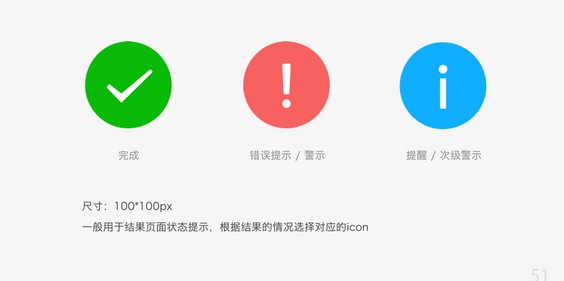 完成
错误提示 / 警示
提醒 / 次级警示
尺寸：100*100px
一般用于结果页面状态提示，根据结果的情况选择对应的icon
51